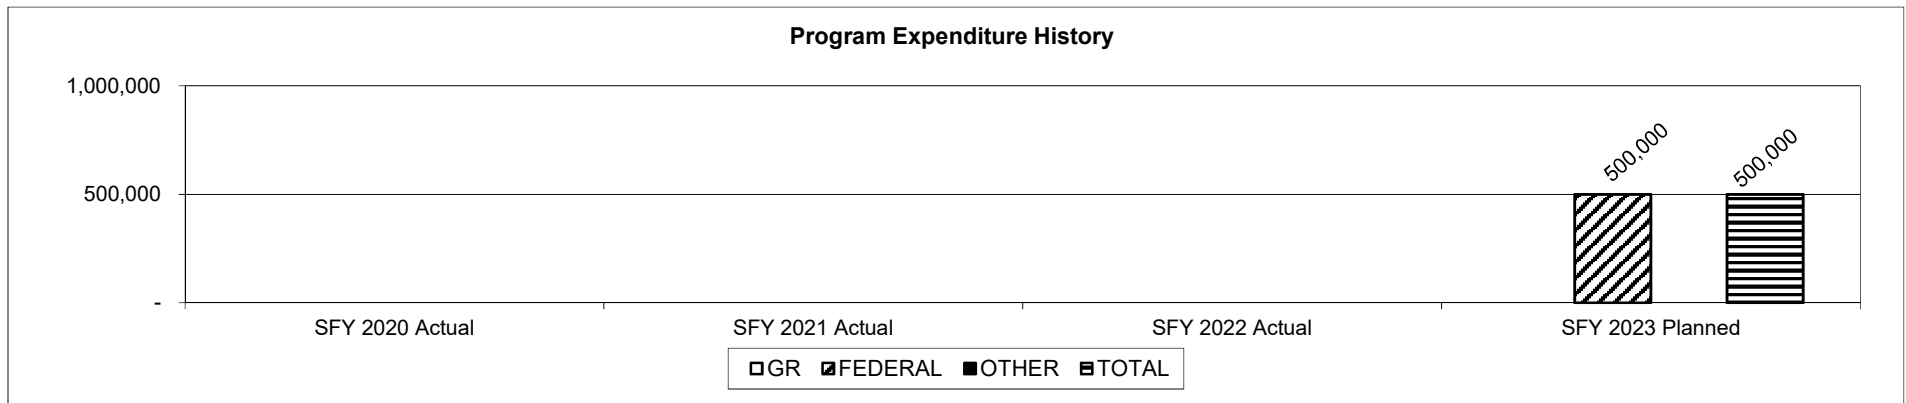 Program Expenditure History
1,000,000
500,000
-
500,000
500,000
SFY 2020 Actual
SFY 2021 Actual
SFY 2022 Actual
SFY 2023 Planned
GR FEDERAL OTHER TOTAL